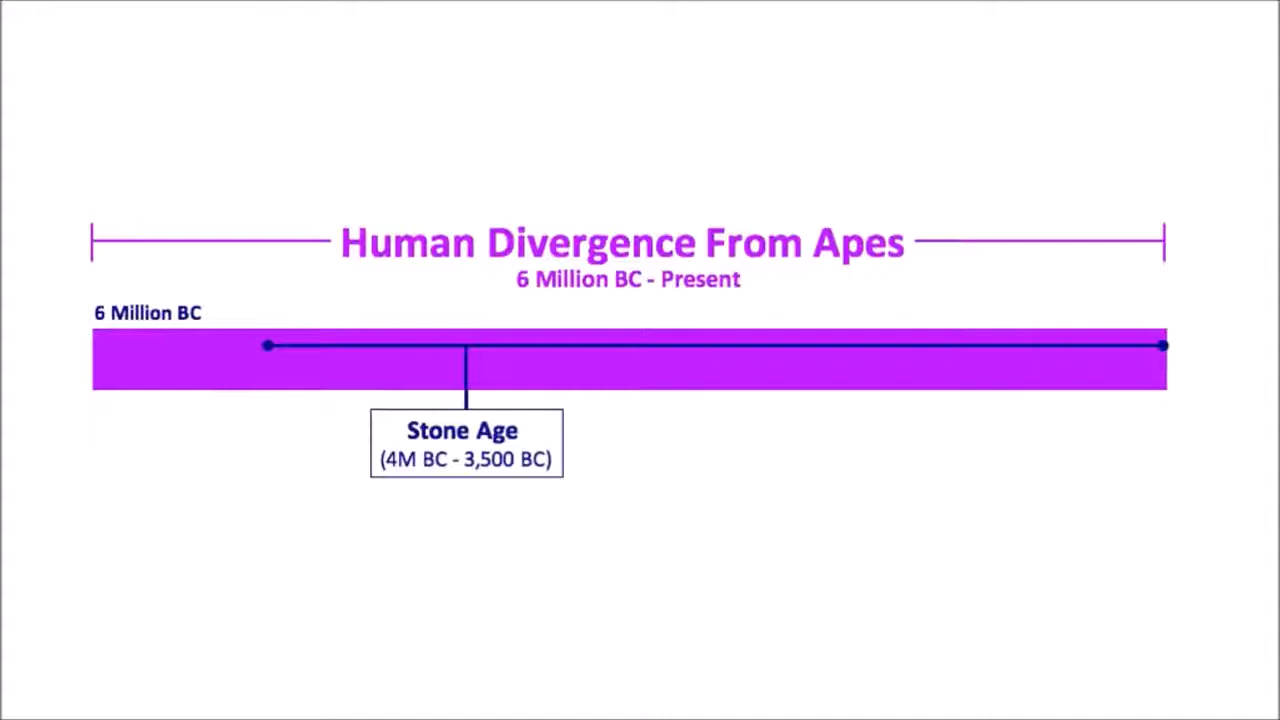 Human Divergence From Apes
6 Million BC - Present
6 Million BC
Stone Age
(4M BC - 3,500 BC)